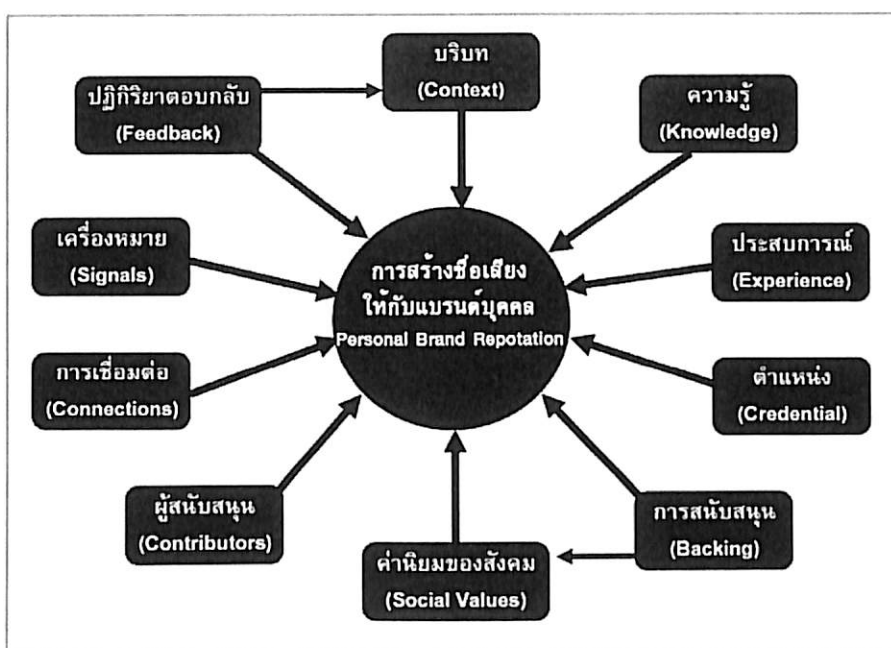 บริบท
(Context)
ความรู้
(Knowledge)
ประสบการณ์
(Experience)
ตำแหน่ง
(Credential)
การสนับสนุน
(Backing)
ค่านิยมของสังคม
(Social Values)
ผู้สนับสนุน
(Contributors)
การเชื่อมต่อ
(Connections)
เครื่องหมาย
(Signals)
ปฏิกิริยาตอบกลับ
(Feedback)
การสร้างชื่อเสียง
ให้กับแบรนด์บุคคล
Personal Brand Repotation